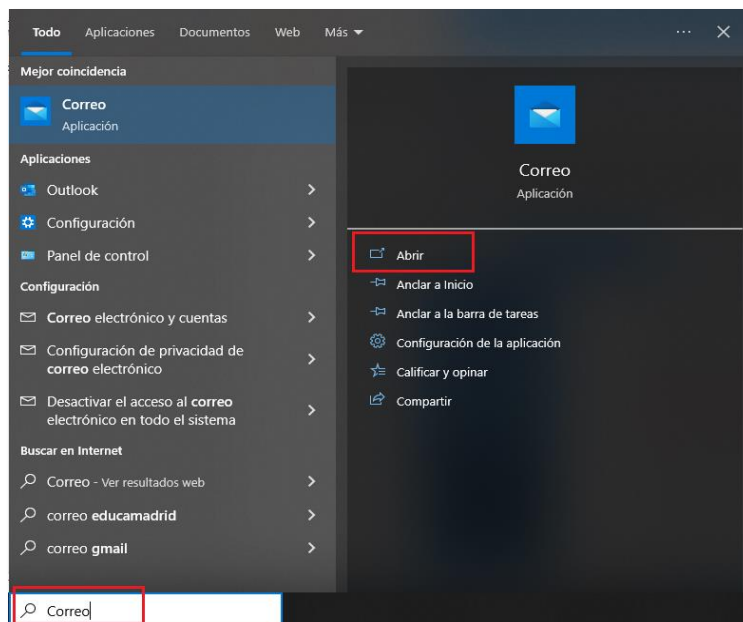 Todo Aplicaciones Documentos Web Más
Mejor coincidencia
Correo
Aplicación
Aplicaciones
Outlook
Configuración
Panel de control
Configuración
Correo electrónico y cuentas
Configuración de privacidad de
correo electrónico
Desactivar el acceso al correo
electrónico en todo el sistema
Buscar en Internet
Correo - Ver resultados web
correo educamadrid
correo gmail
Correo
Correo
Aplicación
Abrir
Anclar a Inicio
Anclar a la barra de tareas
Configuración de la aplicación
Calificar y opinar
Compartir